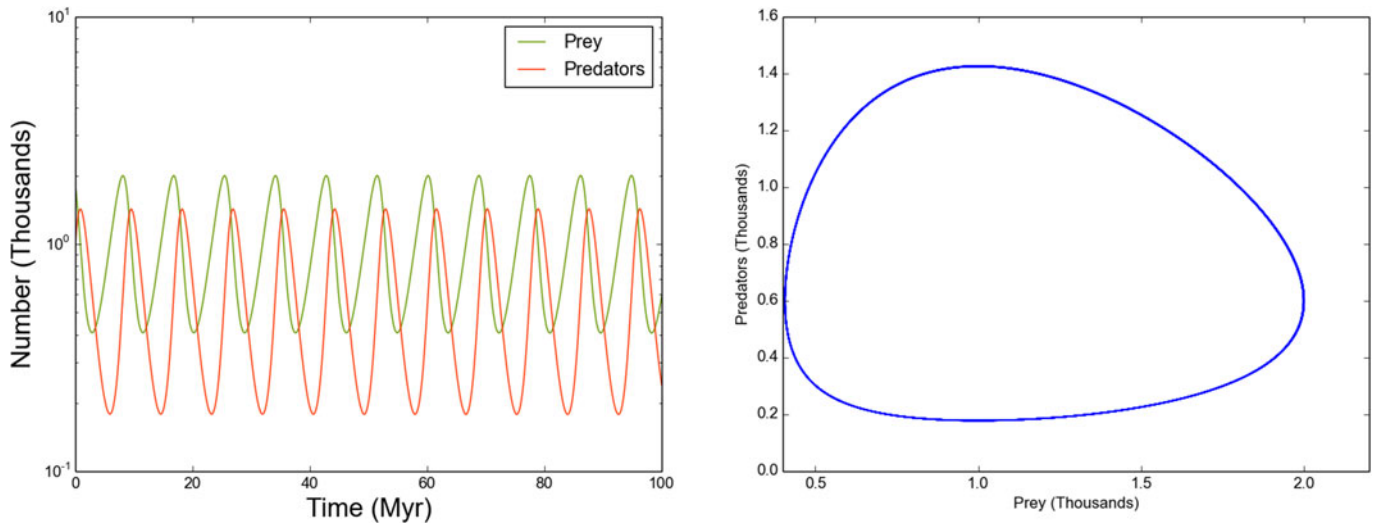 10¹
Prey
Predators
Number (Thousands)
10⁰
10⁻¹
0 20 40 60 80 100
Time (Myr)
1.6
1.4
1.2
1.0
0.8
0.6
0.4
0.2
0.0
Predators (Thousands)
0.5 1.0 1.5 2.0
Prey (Thousands)